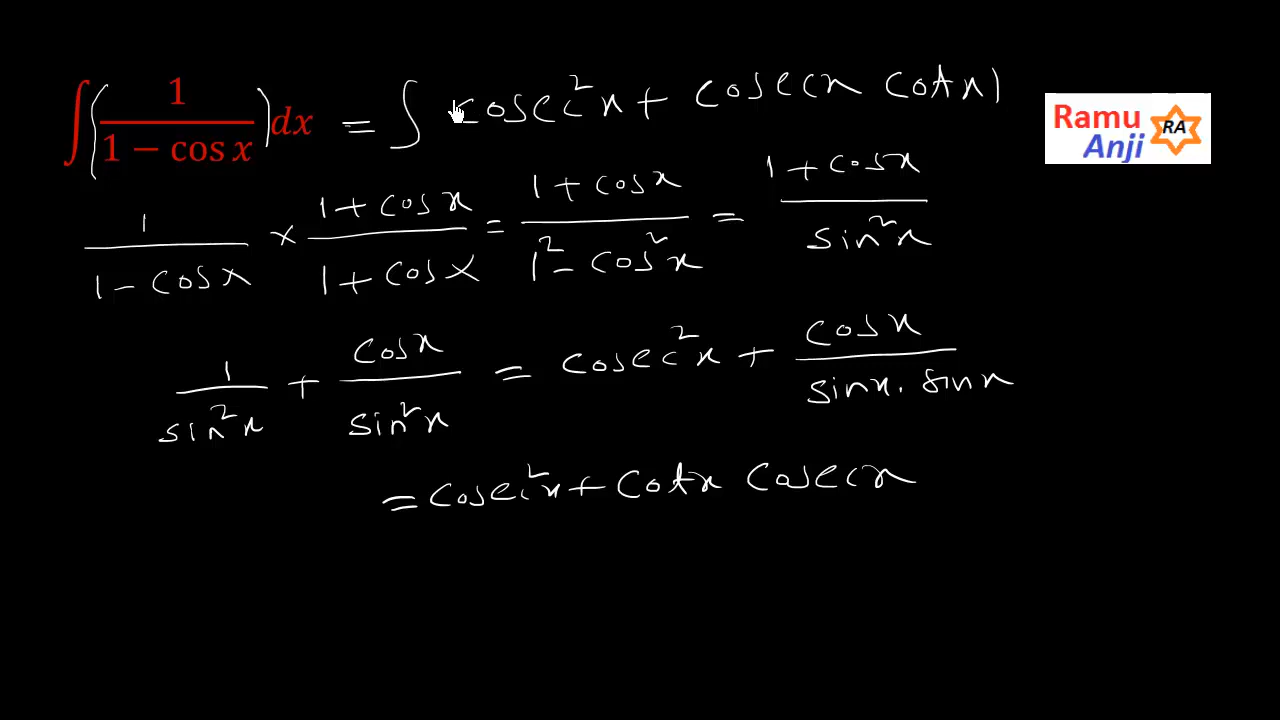 ∫(1/(1 − cos x))dx = ∫ cosec²x + cosecx cotx)
Ramu Anji RA
1/(1 − cosx) × (1 + cosx)/(1 + cosx) = (1 + cosx)/(1² − cos²x) = (1 + cosx)/sin²x
1/sin²x + cosx/sin²x = cosec²x + cosx/(sinx . sinx)
= cosec²x + cotx cosecx